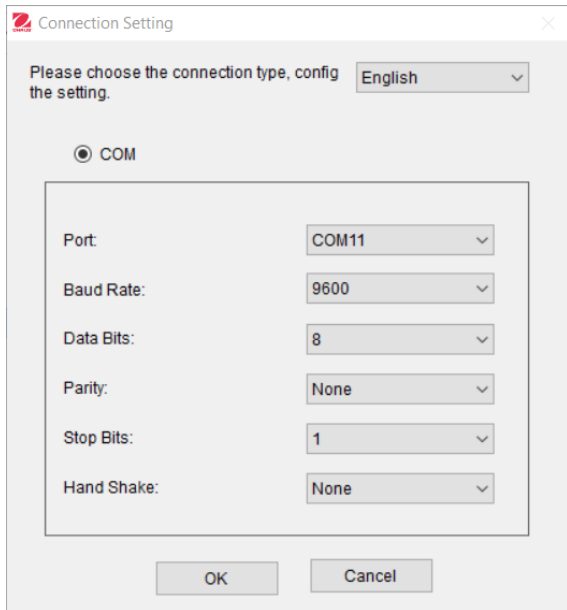 OHAUS
Connection Setting
Please choose the connection type, config
the setting.
English
COM
Port:
COM11
Baud Rate:
9600
Data Bits:
8
Parity:
None
Stop Bits:
1
Hand Shake:
None
OK
Cancel